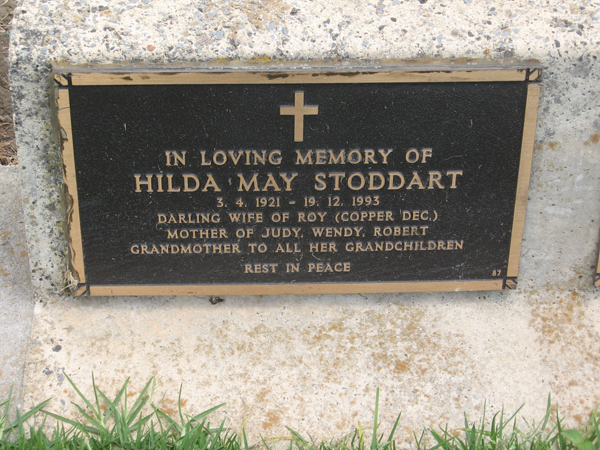 IN LOVING MEMORY OF
HILDA MAY STODDART
3. 4. 1921 - 19. 12. 1993
DARLING WIFE OF ROY (COPPER DEC.)
MOTHER OF JUDY, WENDY, ROBERT
GRANDMOTHER TO ALL HER GRANDCHILDREN
REST IN PEACE
87